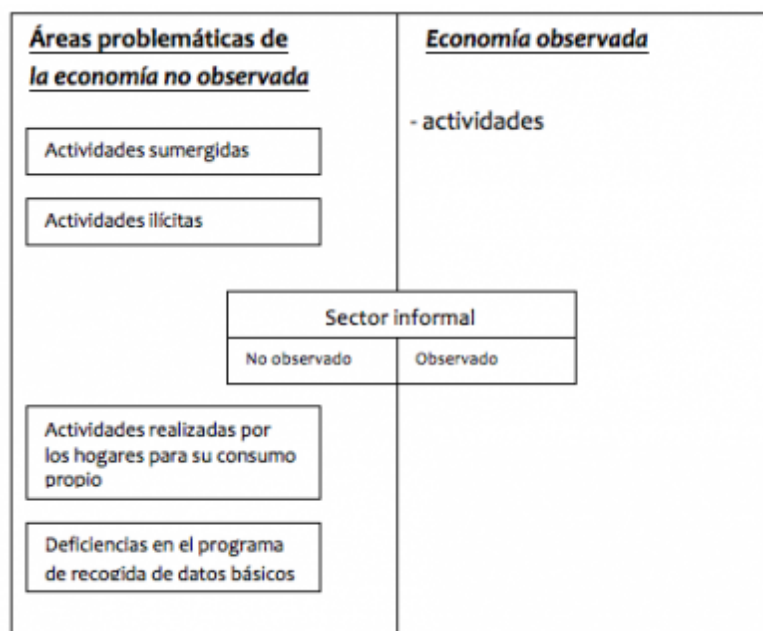 Áreas problemáticas de
la economía no observada
Actividades sumergidas
Actividades ilícitas
Economía observada
- actividades
Sector informal
No observado
Observado
Actividades realizadas por
los hogares para su consumo
propio
Deficiencias en el programa
de recogida de datos básicos